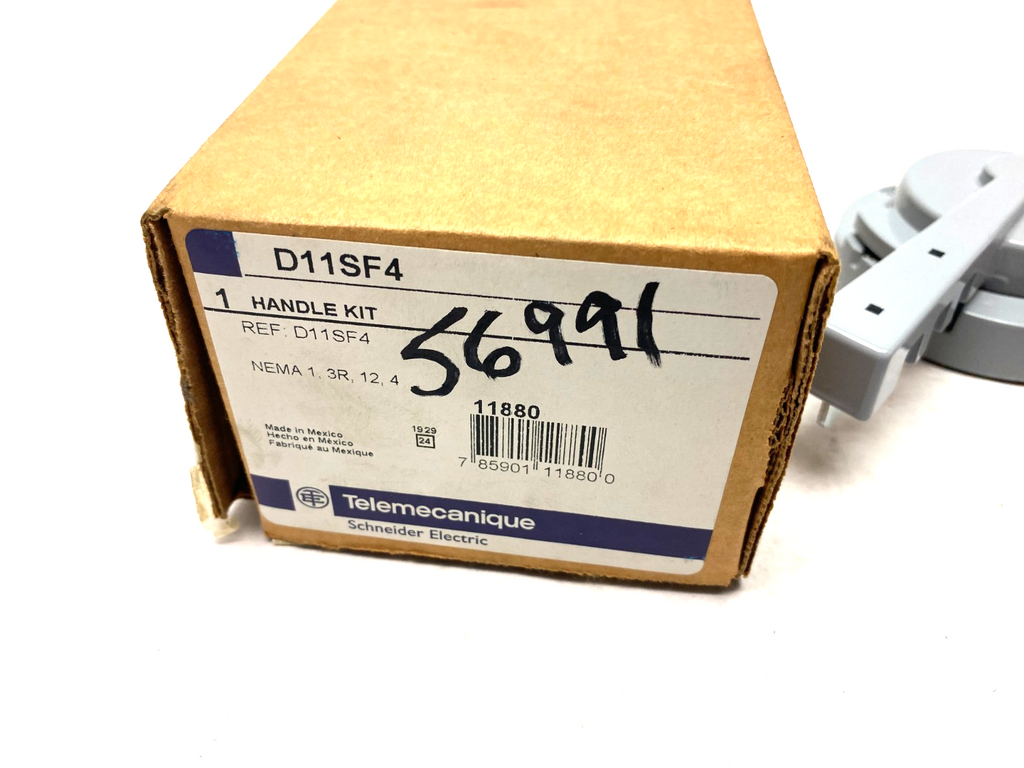 D11SF4
1 HANDLE KIT
REF: D11SF4
56991
NEMA 1, 3R, 12, 4
11880
Made in Mexico
Hecho en México
Fabriqué au Mexique
1929
24
7 85901 11880 0
Telemecanique
Schneider Electric